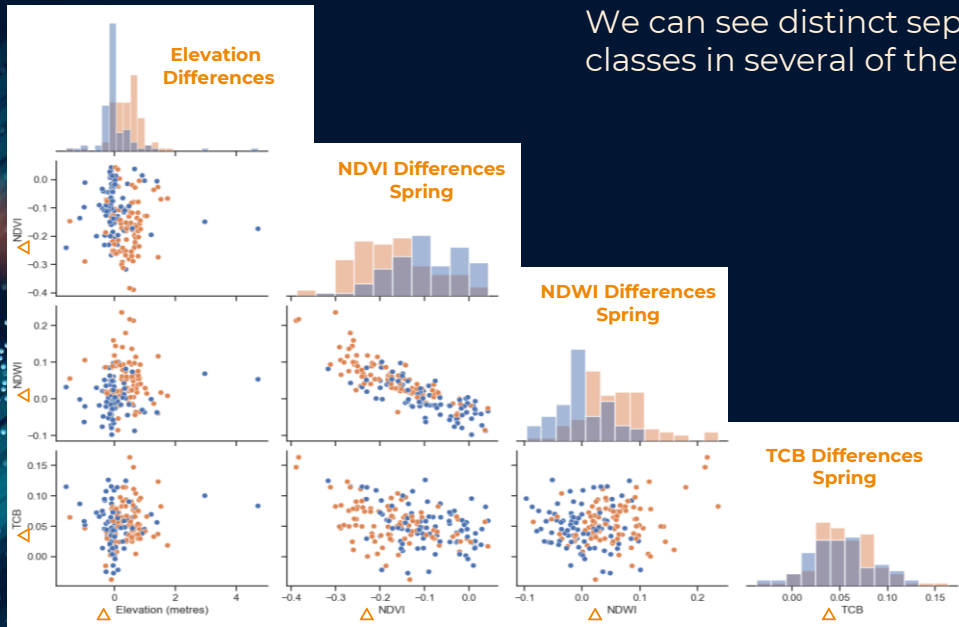 We can see distinct sep
classes in several of the
Elevation
Differences
NDVI Differences
Spring
NDWI Differences
Spring
TCB Differences
Spring
0.0
−0.1
−0.2
−0.3
−0.4
△ NDVI
0.2
0.1
0.0
−0.1
△ NDWI
0.15
0.10
0.05
0.00
△ TCB
0
2
4
△ Elevation (metres)
−0.4
−0.3
−0.2
−0.1
0.0
△ NDVI
0.0
0.2
△ NDWI
0.00
0.05
0.10
0.15
△ TCB